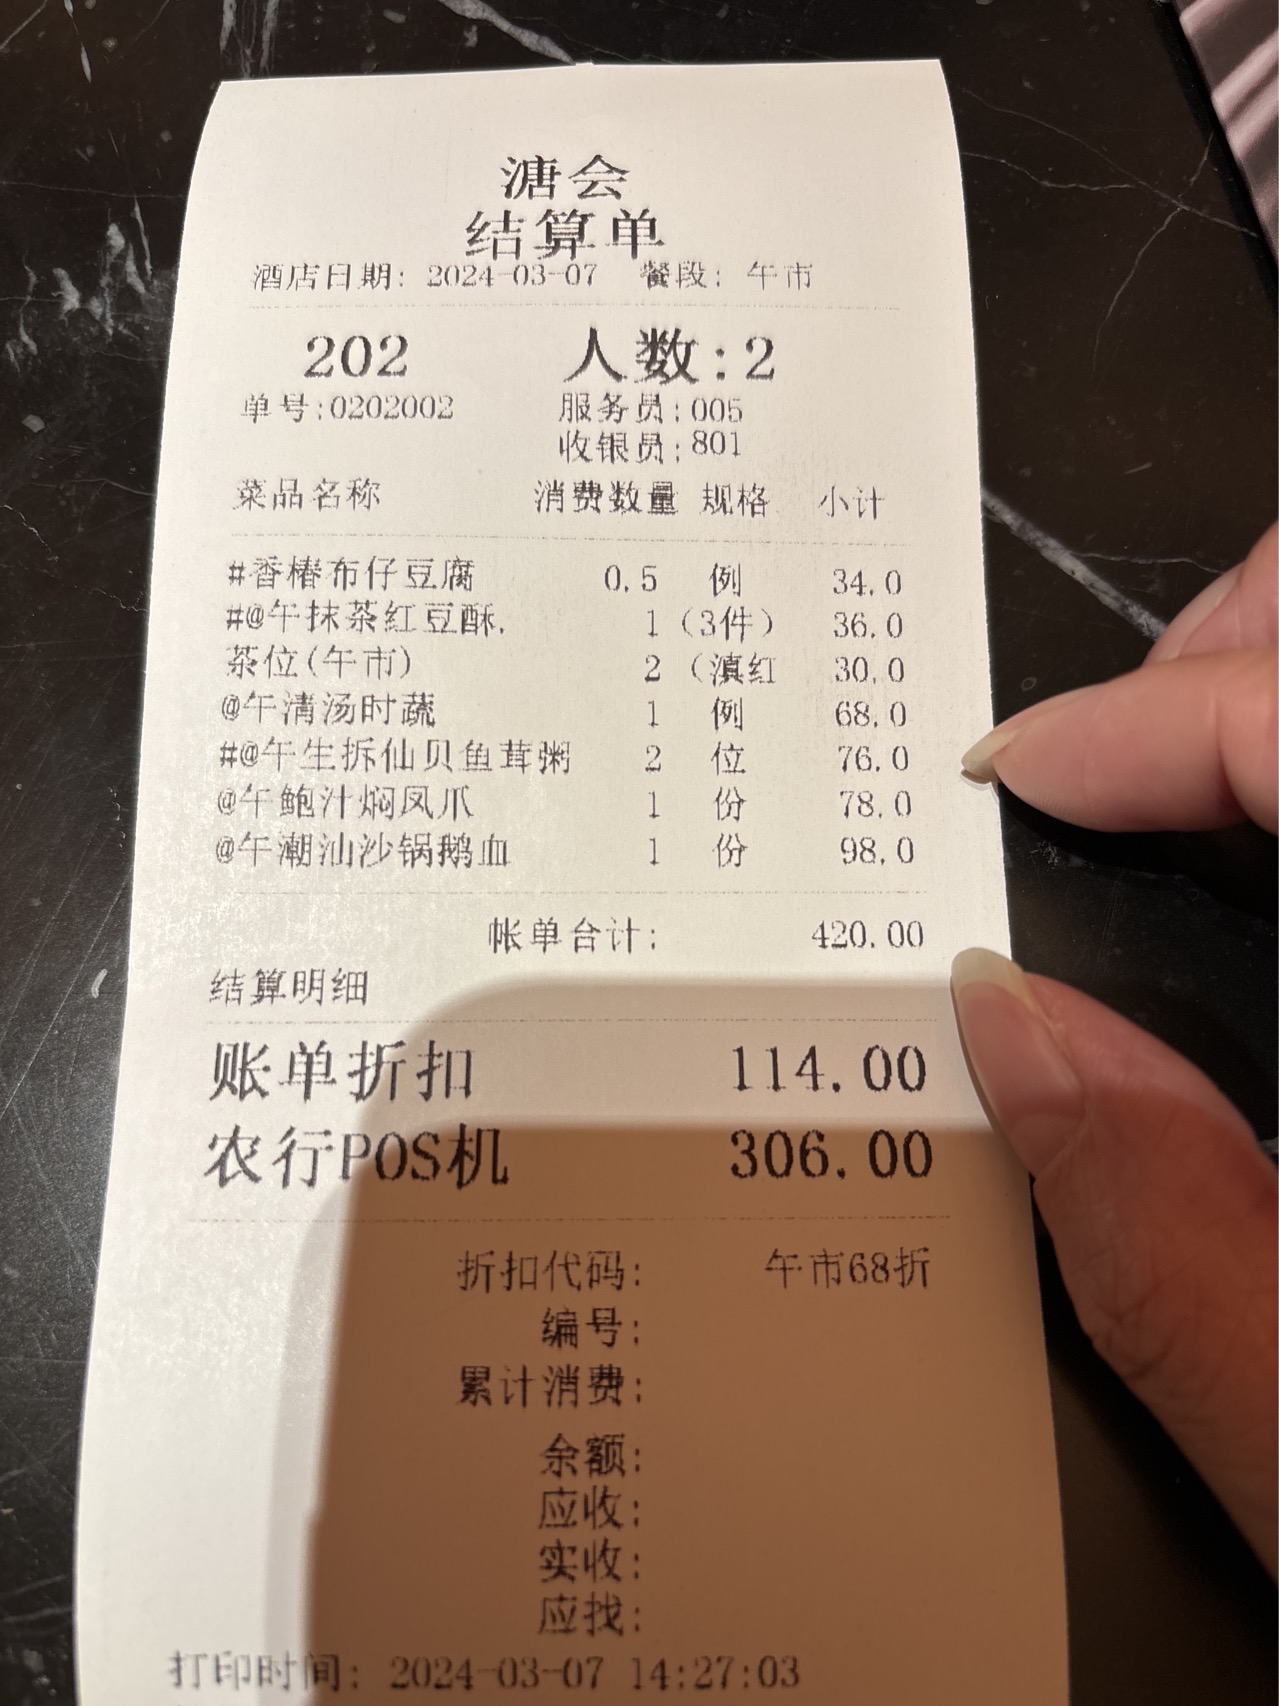 溏会
结算单
酒店日期: 2024-03-07 餐段: 午市
202 人数:2
单号:0202002 服务员:005
收银员:801
菜品名称 消费数量 规格 小计
#香椿布仔豆腐 0.5 例 34.0
#@午抹茶红豆酥. 1 (3件) 36.0
茶位(午市) 2 (滇红 30.0
@午清汤时蔬 1 例 68.0
#@午生拆仙贝鱼茸粥 2 位 76.0
@午鲍汁焖凤爪 1 份 78.0
@午潮汕沙锅鹅血 1 份 98.0
帐单合计: 420.00
结算明细
账单折扣 114.00
农行POS机 306.00
折扣代码: 午市68折
编号:
累计消费:
余额:
应收:
实收:
应找:
打印时间: 2024-03-07 14:27:03